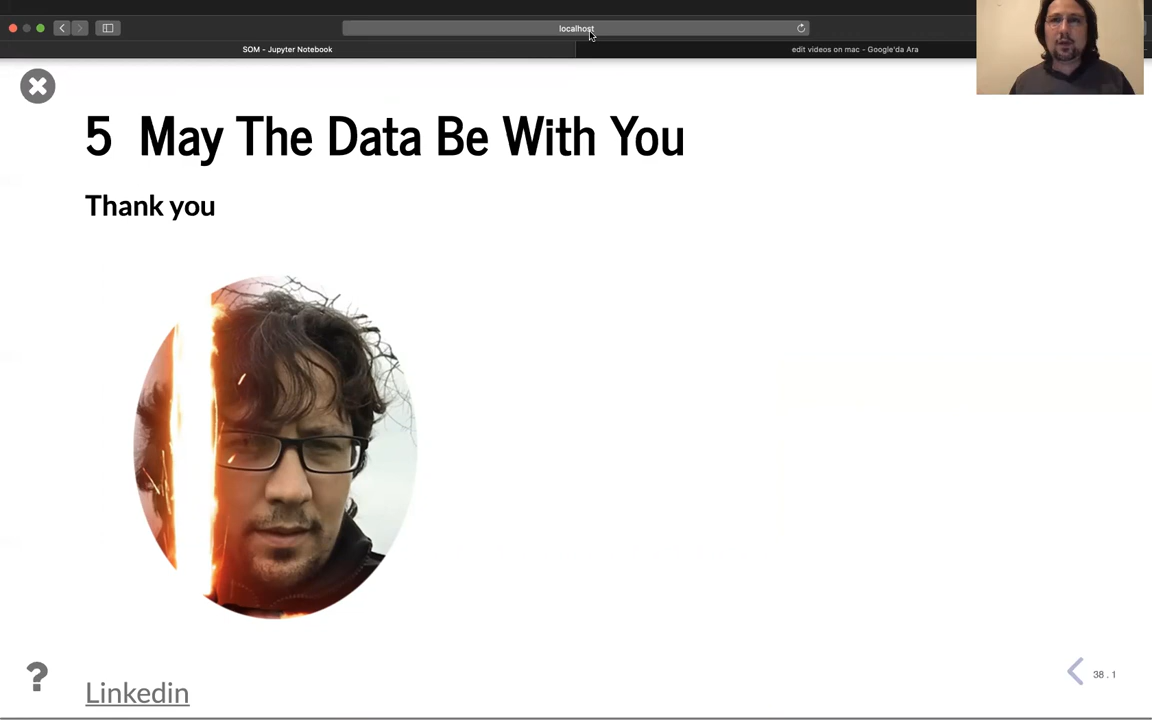 localhost
SOM - Jupyter Notebook
edit videos on mac - Google'da Ara
5 May The Data Be With You
Thank you
?
Linkedin
38 . 1